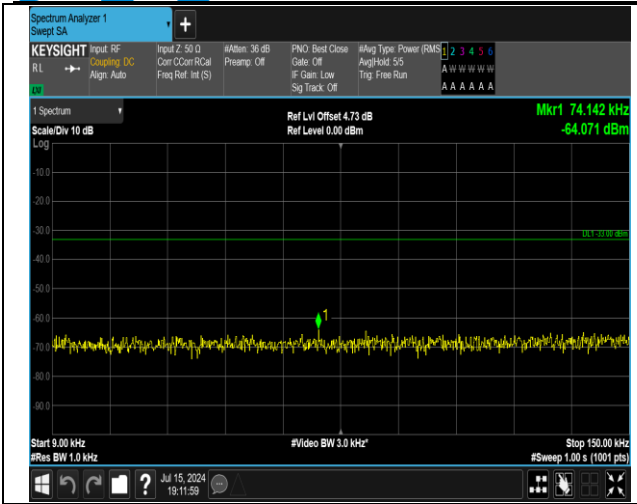 Spectrum Analyzer 1
Swept SA
+
KEYSIGHT
RL
LXI
Input: RF
Coupling: DC
Align: Auto
Input Z: 50 Ω
Corr CCorr RCal
Freq Ref: Int (S)
#Atten: 36 dB
Preamp: Off
PNO: Best Close
Gate: Off
IF Gain: Low
Sig Track: Off
#Avg Type: Power (RMS
Avg|Hold: 5/5
Trig: Free Run
1 2 3 4 5 6
A W W W W W
A A A A A A
1 Spectrum
Scale/Div 10 dB
Log
Ref Lvl Offset 4.73 dB
Ref Level 0.00 dBm
Mkr1 74.142 kHz
-64.071 dBm
-10.0
-20.0
-30.0
DL1 -33.00 dBm
-40.0
-50.0
-60.0
1
-70.0
-80.0
-90.0
Start 9.00 kHz
#Video BW 3.0 kHz*
Stop 150.00 kHz
#Res BW 1.0 kHz
#Sweep 1.00 s (1001 pts)
?
Jul 15, 2024
19:11:59